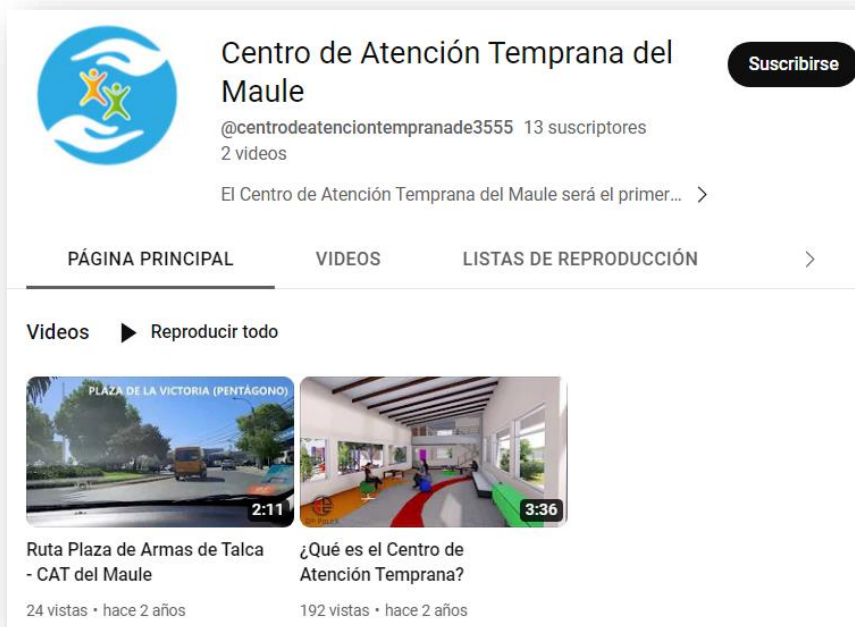 Centro de Atención Temprana del
Maule
Suscribirse
@centrodeatenciontempranade3555 13 suscriptores
2 videos
El Centro de Atención Temprana del Maule será el primer...
PÁGINA PRINCIPAL
VIDEOS
LISTAS DE REPRODUCCIÓN
Videos
Reproducir todo
PLAZA DE LA VICTORIA (PENTÁGONO)
2:11
3:36
Ruta Plaza de Armas de Talca
- CAT del Maule
24 vistas • hace 2 años
¿Qué es el Centro de
Atención Temprana?
192 vistas • hace 2 años